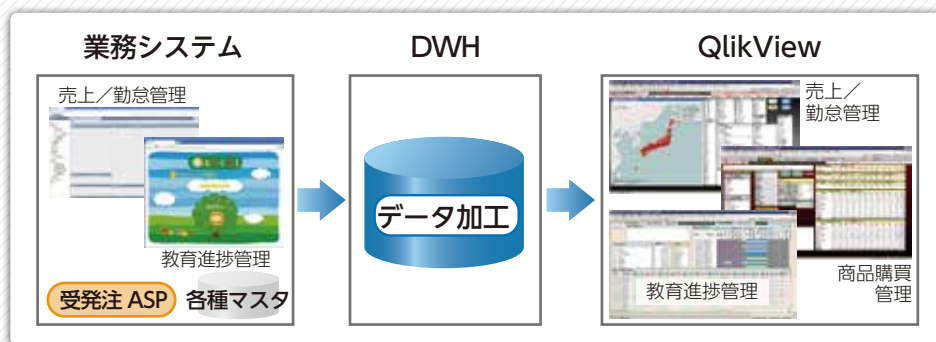 業務システム
売上／勤怠管理
教育進捗管理
受発注 ASP
各種マスタ
DWH
データ加工
QlikView
売上／
勤怠管理
教育進捗管理
商品購買
管理